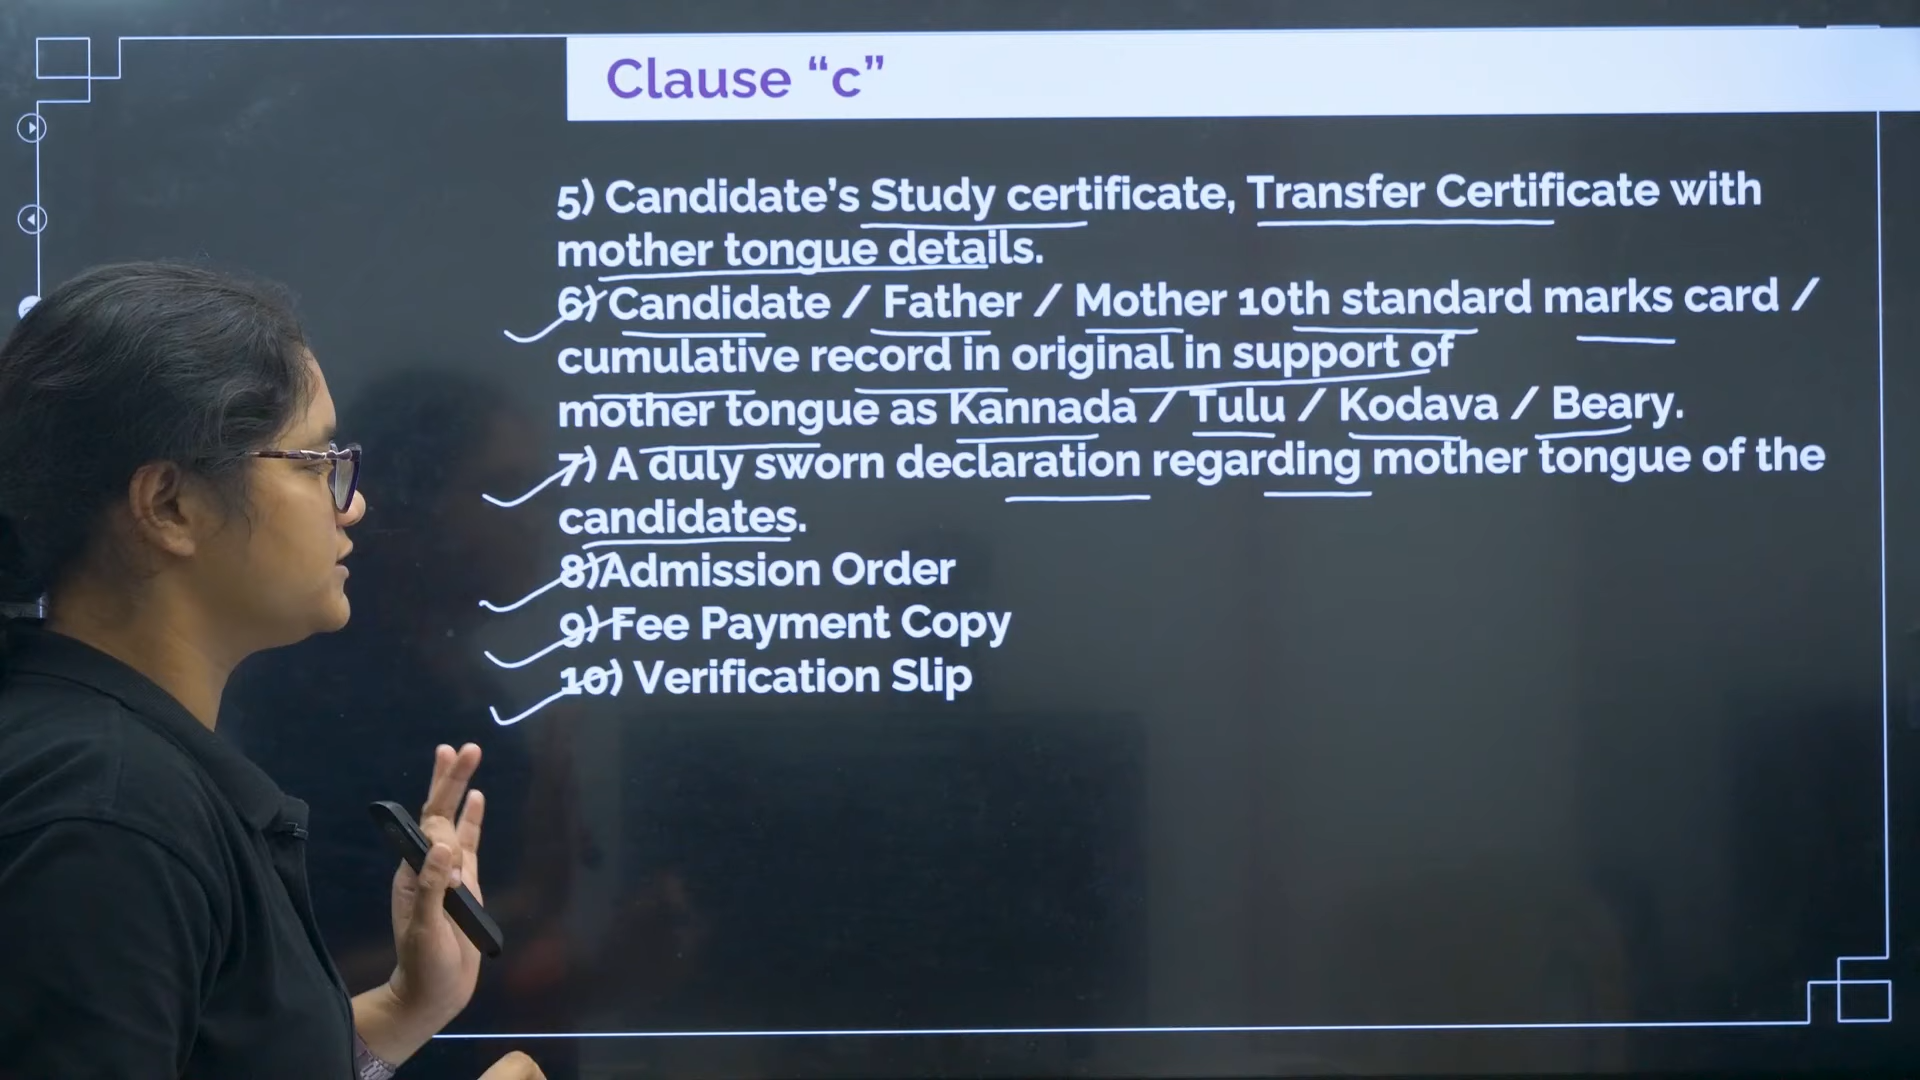 Clause “c”
5) Candidate’s Study certificate, Transfer Certificate with
mother tongue details.
6) Candidate / Father / Mother 10th standard marks card /
cumulative record in original in support of
mother tongue as Kannada / Tulu / Kodava / Beary.
7) A duly sworn declaration regarding mother tongue of the
candidates.
8)Admission Order
9) Fee Payment Copy
10) Verification Slip